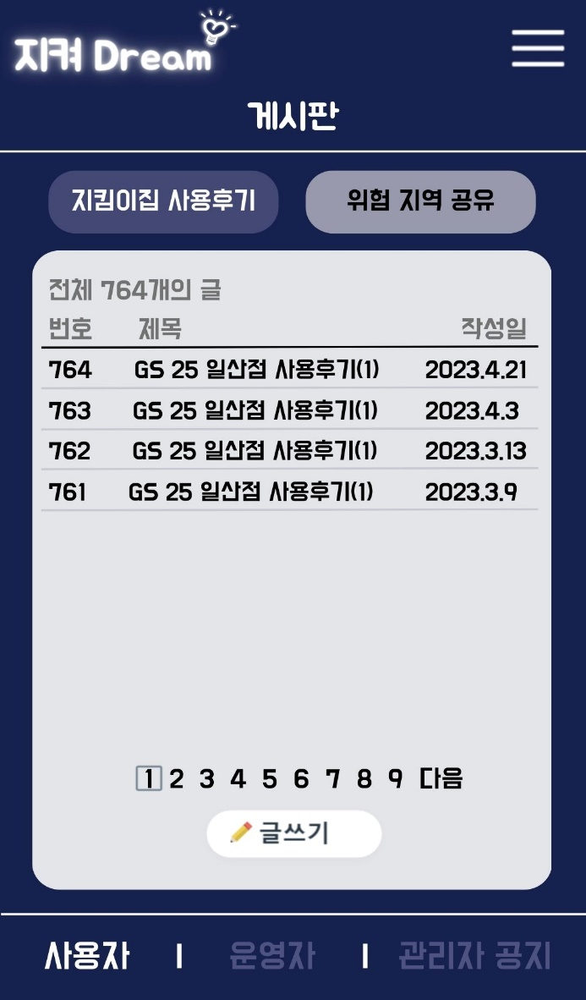 지켜 Dream
게시판
지킴이집 사용후기 위험 지역 공유
전체 764개의 글
번호 제목 작성일
764 GS 25 일산점 사용후기(1) 2023.4.21
763 GS 25 일산점 사용후기(1) 2023.4.3
762 GS 25 일산점 사용후기(1) 2023.3.13
761 GS 25 일산점 사용후기(1) 2023.3.9
1 2 3 4 5 6 7 8 9 다음
글쓰기
사용자 | 운영자 | 관리자 공지